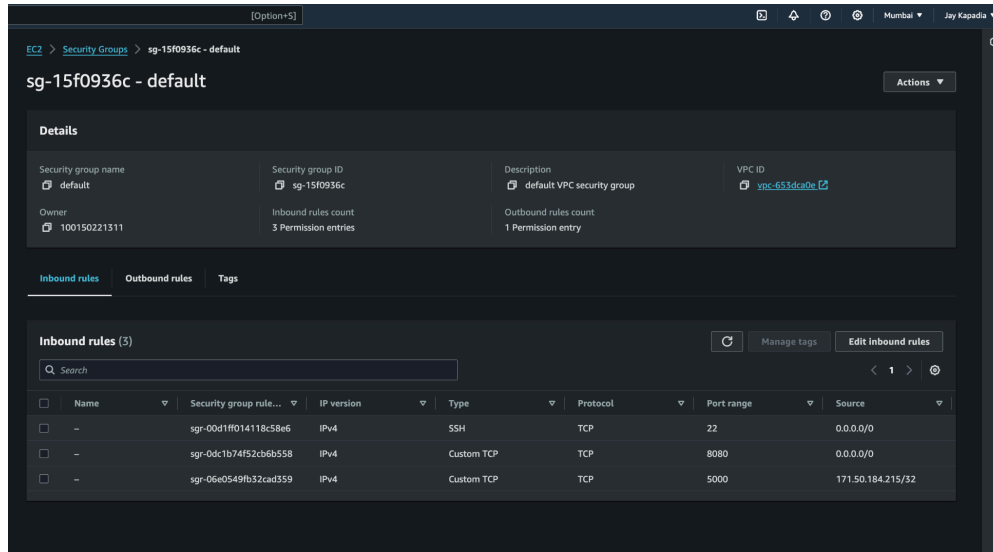 [Option+S] Mumbai Jay Kapadia
EC2 > Security Groups > sg-15f0936c - default
sg-15f0936c - default
Actions
Details
Security group name Security group ID Description VPC ID
default sg-15f0936c default VPC security group vpc-653dca0e
Owner Inbound rules count Outbound rules count
100150221311 3 Permission entries 1 Permission entry
Inbound rules Outbound rules Tags
Inbound rules (3) Manage tags Edit inbound rules
Search < 1 >
Name Security group rule... IP version Type Protocol Port range Source
– sgr-00d1ff014118c58e6 IPv4 SSH TCP 22 0.0.0.0/0
– sgr-0dc1b74f52cb6b558 IPv4 Custom TCP TCP 8080 0.0.0.0/0
– sgr-06e0549fb32cad359 IPv4 Custom TCP TCP 5000 171.50.184.215/32